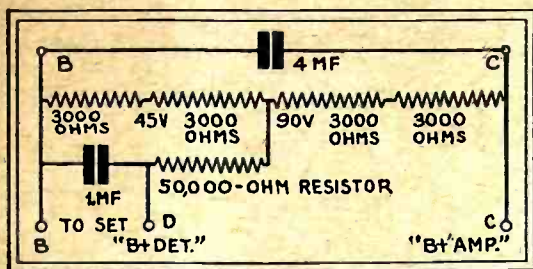 B 4 MF C
3000 OHMS 45V 3000 OHMS 90V 3000 OHMS 3000 OHMS
1MF 50,000-OHM RESISTOR
B TO SET D C
"B+DET." "B+AMP."